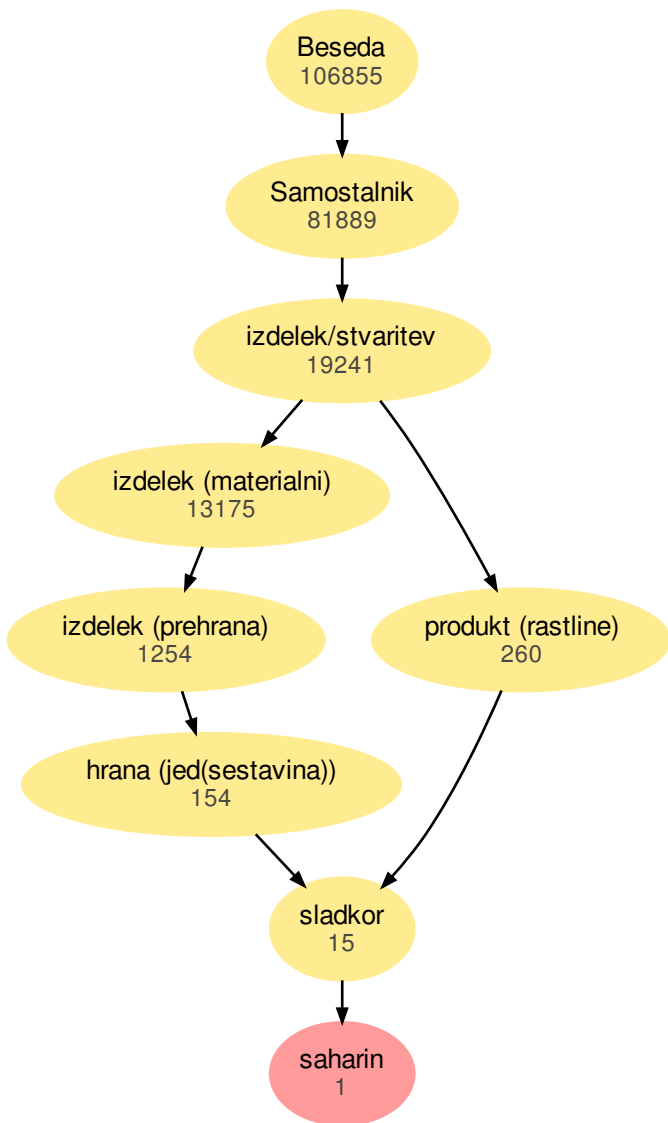 Beseda
106855
Samostalnik
81889
izdelek/stvaritev
19241
izdelek (materialni)
13175
izdelek (prehrana)
1254
produkt (rastline)
260
hrana (jed(sestavina))
154
sladkor
15
saharin
1